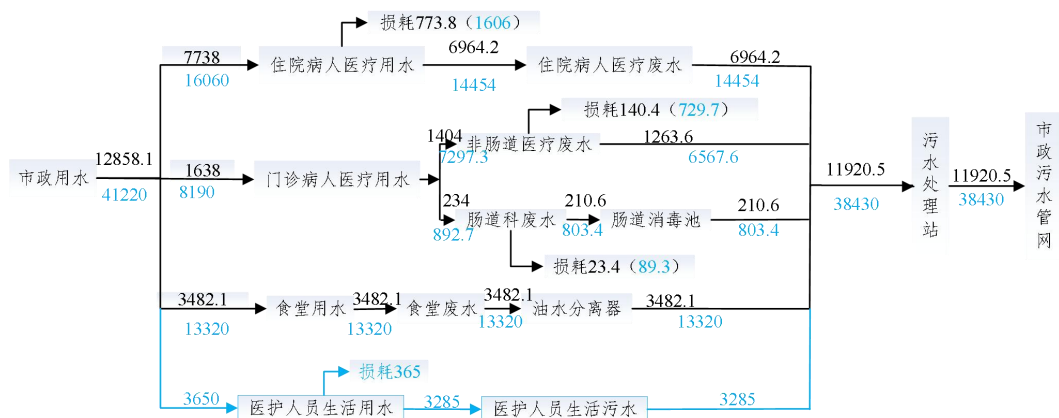 损耗773.8（1606）
7738
16060
住院病人医疗用水
6964.2
14454
住院病人医疗废水
6964.2
14454
损耗140.4（729.7）
1404
7297.3
非肠道医疗废水
1263.6
6567.6
市政用水
12858.1
41220
1638
8190
门诊病人医疗用水
234
892.7
肠道科废水
210.6
803.4
肠道消毒池
210.6
803.4
损耗23.4（89.3）
11920.5
38430
污水处理站
11920.5
38430
市政污水管网
3482.1
13320
食堂用水
3482.1
13320
食堂废水
3482.1
13320
油水分离器
3482.1
13320
损耗365
3650
医护人员生活用水
3285
医护人员生活污水
3285